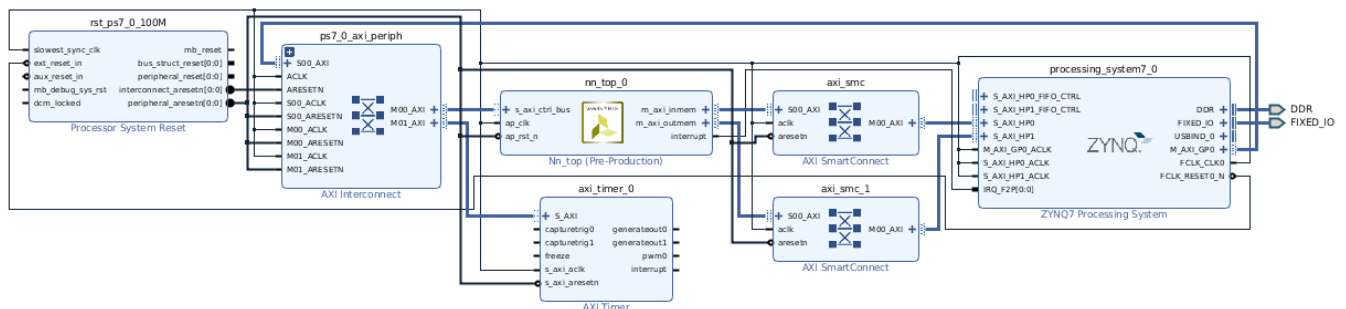 rst_ps7_0_100M
slowest_sync_clk
ext_reset_in
aux_reset_in
mb_debug_sys_rst
dcm_locked
mb_reset
bus_struct_reset[0:0]
peripheral_reset[0:0]
interconnect_aresetn[0:0]
peripheral_aresetn[0:0]
Processor System Reset
ps7_0_axi_periph
S00_AXI
ACLK
ARESETN
S00_ACLK
S00_ARESETN
M00_ACLK
M00_ARESETN
M01_ACLK
M01_ARESETN
M00_AXI
M01_AXI
AXI Interconnect
nn_top_0
s_axi_ctrl_bus
ap_clk
ap_rst_n
m_axi_inmem
m_axi_outmem
interrupt
Nn_top (Pre-Production)
axi_timer_0
S_AXI
capturetrig0
capturetrig1
freeze
s_axi_aclk
s_axi_aresetn
generateout0
generateout1
pwm0
interrupt
AXI Timer
axi_smc
S00_AXI
aclk
aresetn
M00_AXI
AXI SmartConnect
axi_smc_1
S00_AXI
aclk
aresetn
M00_AXI
AXI SmartConnect
processing_system7_0
S_AXI_HP0_FIFO_CTRL
S_AXI_HP1_FIFO_CTRL
S_AXI_HP0
S_AXI_HP1
M_AXI_GP0_ACLK
S_AXI_HP0_ACLK
S_AXI_HP1_ACLK
IRQ_F2P[0:0]
ZYNQ
DDR
FIXED_IO
USBIND_0
M_AXI_GP0
FCLK_CLK0
FCLK_RESET0_N
ZYNQ7 Processing System
DDR
FIXED_IO